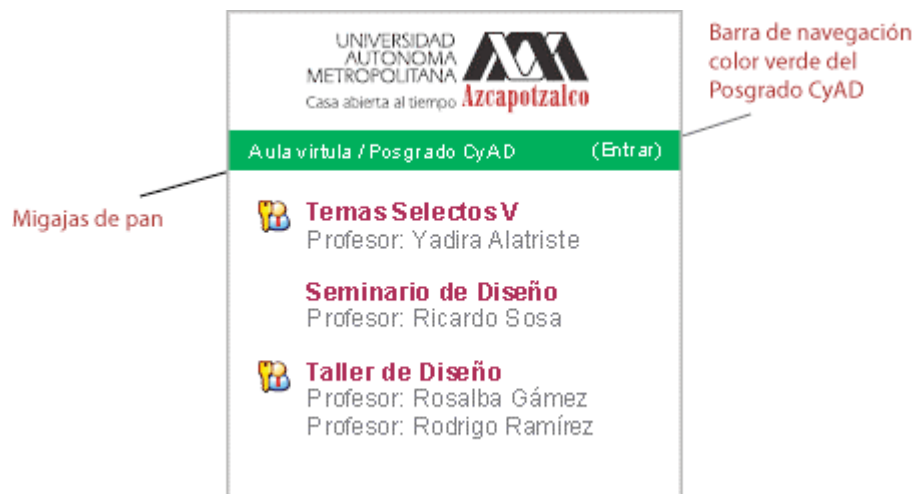 UNIVERSIDAD
AUTONOMA
METROPOLITANA
Casa abierta al tiempo Azcapotzalco
Barra de navegación
color verde del
Posgrado CyAD
Aula virtula / Posgrado CyAD (Entrar)
Migajas de pan
Temas Selectos V
Profesor: Yadira Alatriste
Seminario de Diseño
Profesor: Ricardo Sosa
Taller de Diseño
Profesor: Rosalba Gámez
Profesor: Rodrigo Ramírez